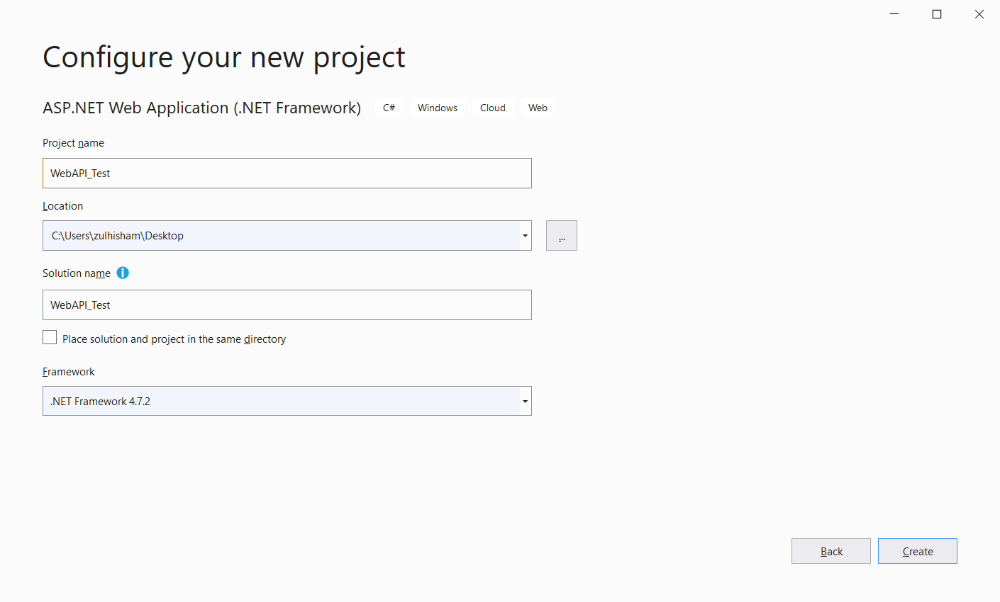 Configure your new project
ASP.NET Web Application (.NET Framework) C# Windows Cloud Web
Project name
WebAPI_Test
Location
C:\Users\zulhisham\Desktop
...
Solution name
WebAPI_Test
Place solution and project in the same directory
Framework
.NET Framework 4.7.2
Back Create